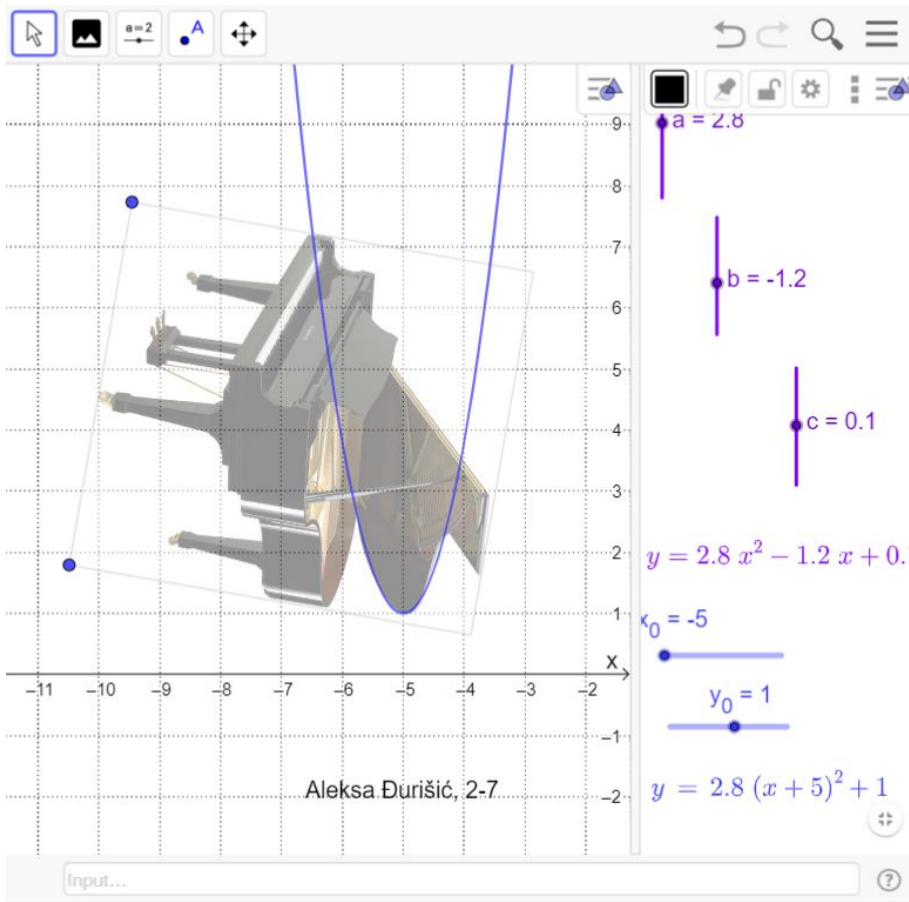 a=2
A
9
8
7
6
5
4
3
2
1
x
-11 -10 -9 -8 -7 -6 -5 -4 -3 -2
-1
-2
Aleksa Đurišić, 2-7
a = 2.8
b = -1.2
c = 0.1
y = 2.8 x² − 1.2 x + 0.
x₀ = -5
y₀ = 1
y = 2.8 (x + 5)² + 1
Input...
?